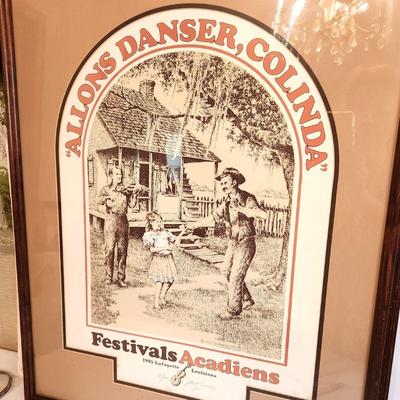 "ALLONS DANSER, COLINDA"
Festivals Acadiens
1985 Lafayette Louisiana